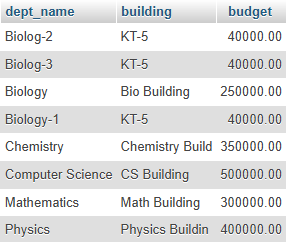 dept_name building budget
Biolog-2 KT-5 40000.00
Biolog-3 KT-5 40000.00
Biology Bio Building 250000.00
Biology-1 KT-5 40000.00
Chemistry Chemistry Build 350000.00
Computer Science CS Building 500000.00
Mathematics Math Building 300000.00
Physics Physics Buildin 400000.00